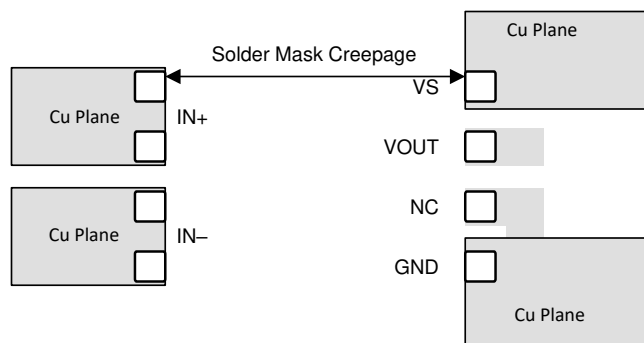 Cu Plane
Solder Mask Creepage
VS
Cu Plane
IN+
VOUT
NC
Cu Plane
IN–
GND
Cu Plane